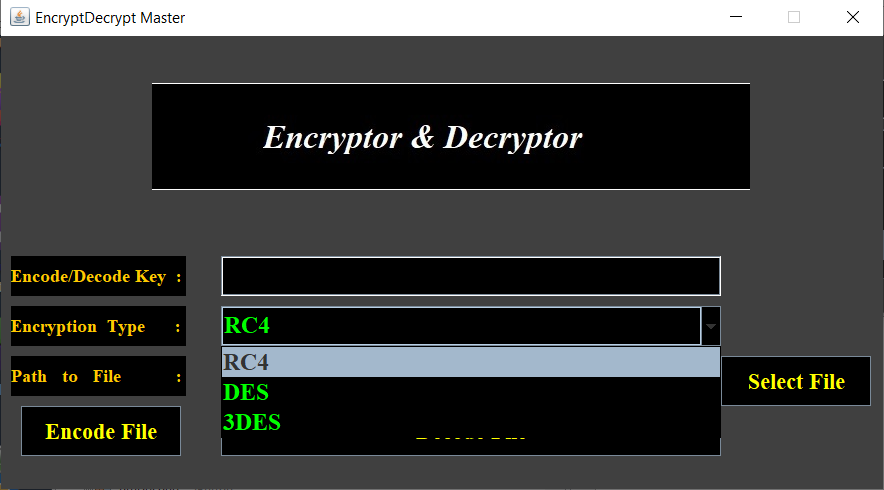 EncryptDecrypt Master
Encryptor & Decryptor
Encode/Decode Key :
Encryption Type :
RC4
RC4
DES
3DES
Path to File :
Select File
Encode File